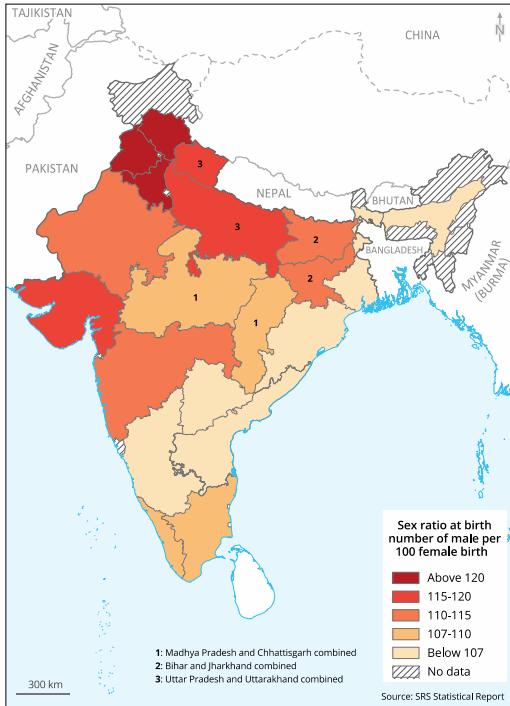 TAJIKISTAN
AFGHANISTAN
CHINA
N
PAKISTAN
3
NEPAL
BHUTAN
3
2
BANGLADESH
MYANMAR
(BURMA)
2
1
1
Sex ratio at birth
number of male per
100 female birth
Above 120
115-120
110-115
107-110
Below 107
No data
1: Madhya Pradesh and Chhattisgarh combined
2: Bihar and Jharkhand combined
3: Uttar Pradesh and Uttarakhand combined
300 km
Source: SRS Statistical Report